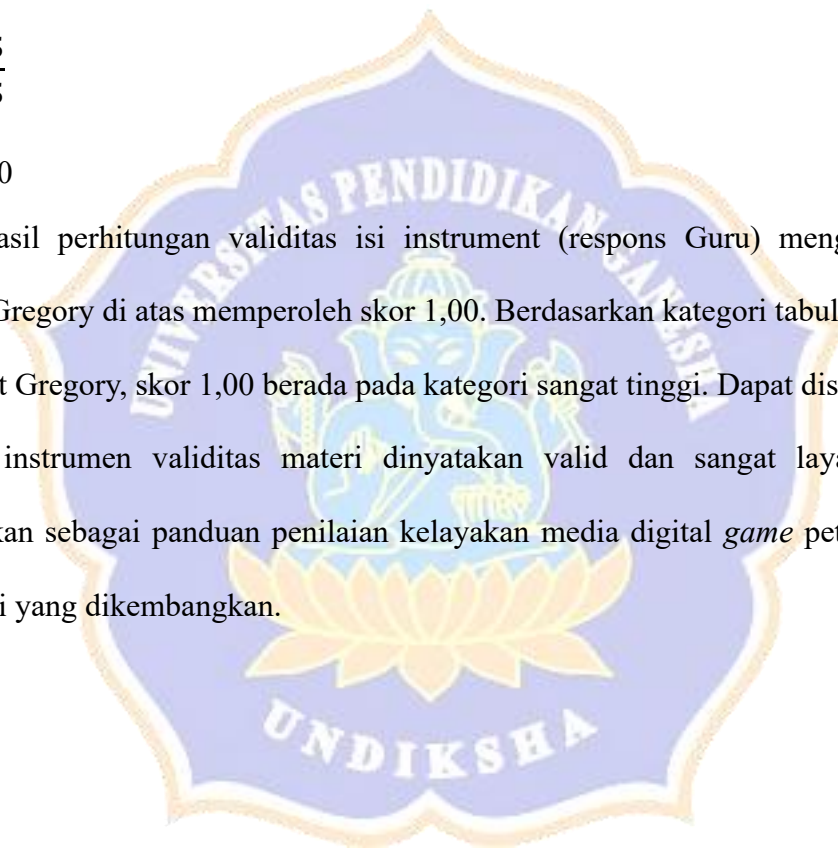 5
5
0
asil perhitungan validitas isi instrument (respons Guru) meng
Gregory di atas memperoleh skor 1,00. Berdasarkan kategori tabul
t Gregory, skor 1,00 berada pada kategori sangat tinggi. Dapat dis
instrumen validitas materi dinyatakan valid dan sangat laya
kan sebagai panduan penilaian kelayakan media digital game pet
i yang dikembangkan.
UNIVERSITAS PENDIDIKAN GANESHA
UNDIKSHA